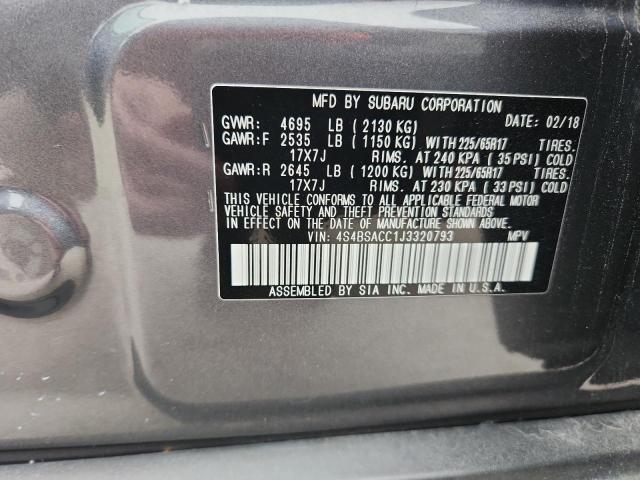 MFD BY SUBARU CORPORATION
GVWR: 4695 LB ( 2130 KG) DATE: 02/18
GAWR:F 2535 LB ( 1150 KG) WITH 225/65R17 TIRES.
17X7J RIMS. AT 240 KPA ( 35 PSI) COLD
GAWR:R 2645 LB ( 1200 KG) WITH 225/65R17 TIRES.
17X7J RIMS. AT 230 KPA ( 33 PSI) COLD
THIS VEHICLE CONFORMS TO ALL APPLICABLE FEDERAL MOTOR
VEHICLE SAFETY AND THEFT PREVENTION STANDARDS IN
EFFECT ON THE DATE OF MANUFACTURE SHOWN ABOVE.
VIN: 4S4BSACC1J3320793 MPV
ASSEMBLED BY SIA INC. MADE IN U.S.A.